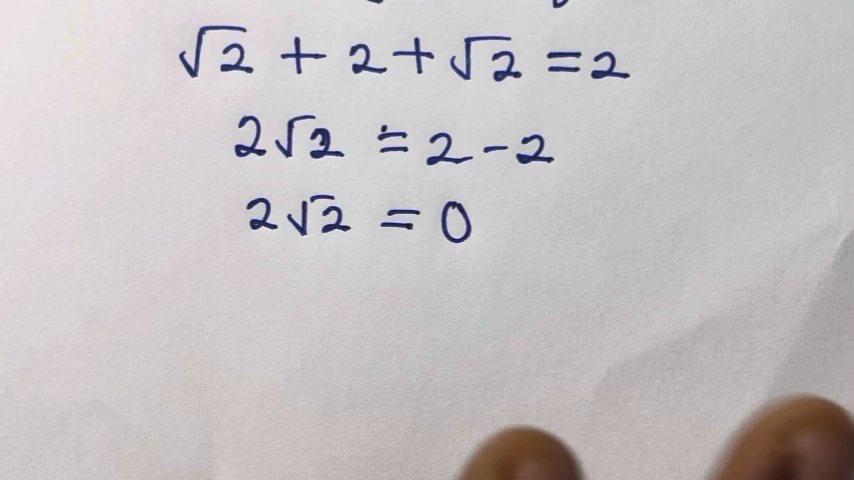 √2 + 2 + √2 = 2
2√2 = 2 - 2
2√2 = 0